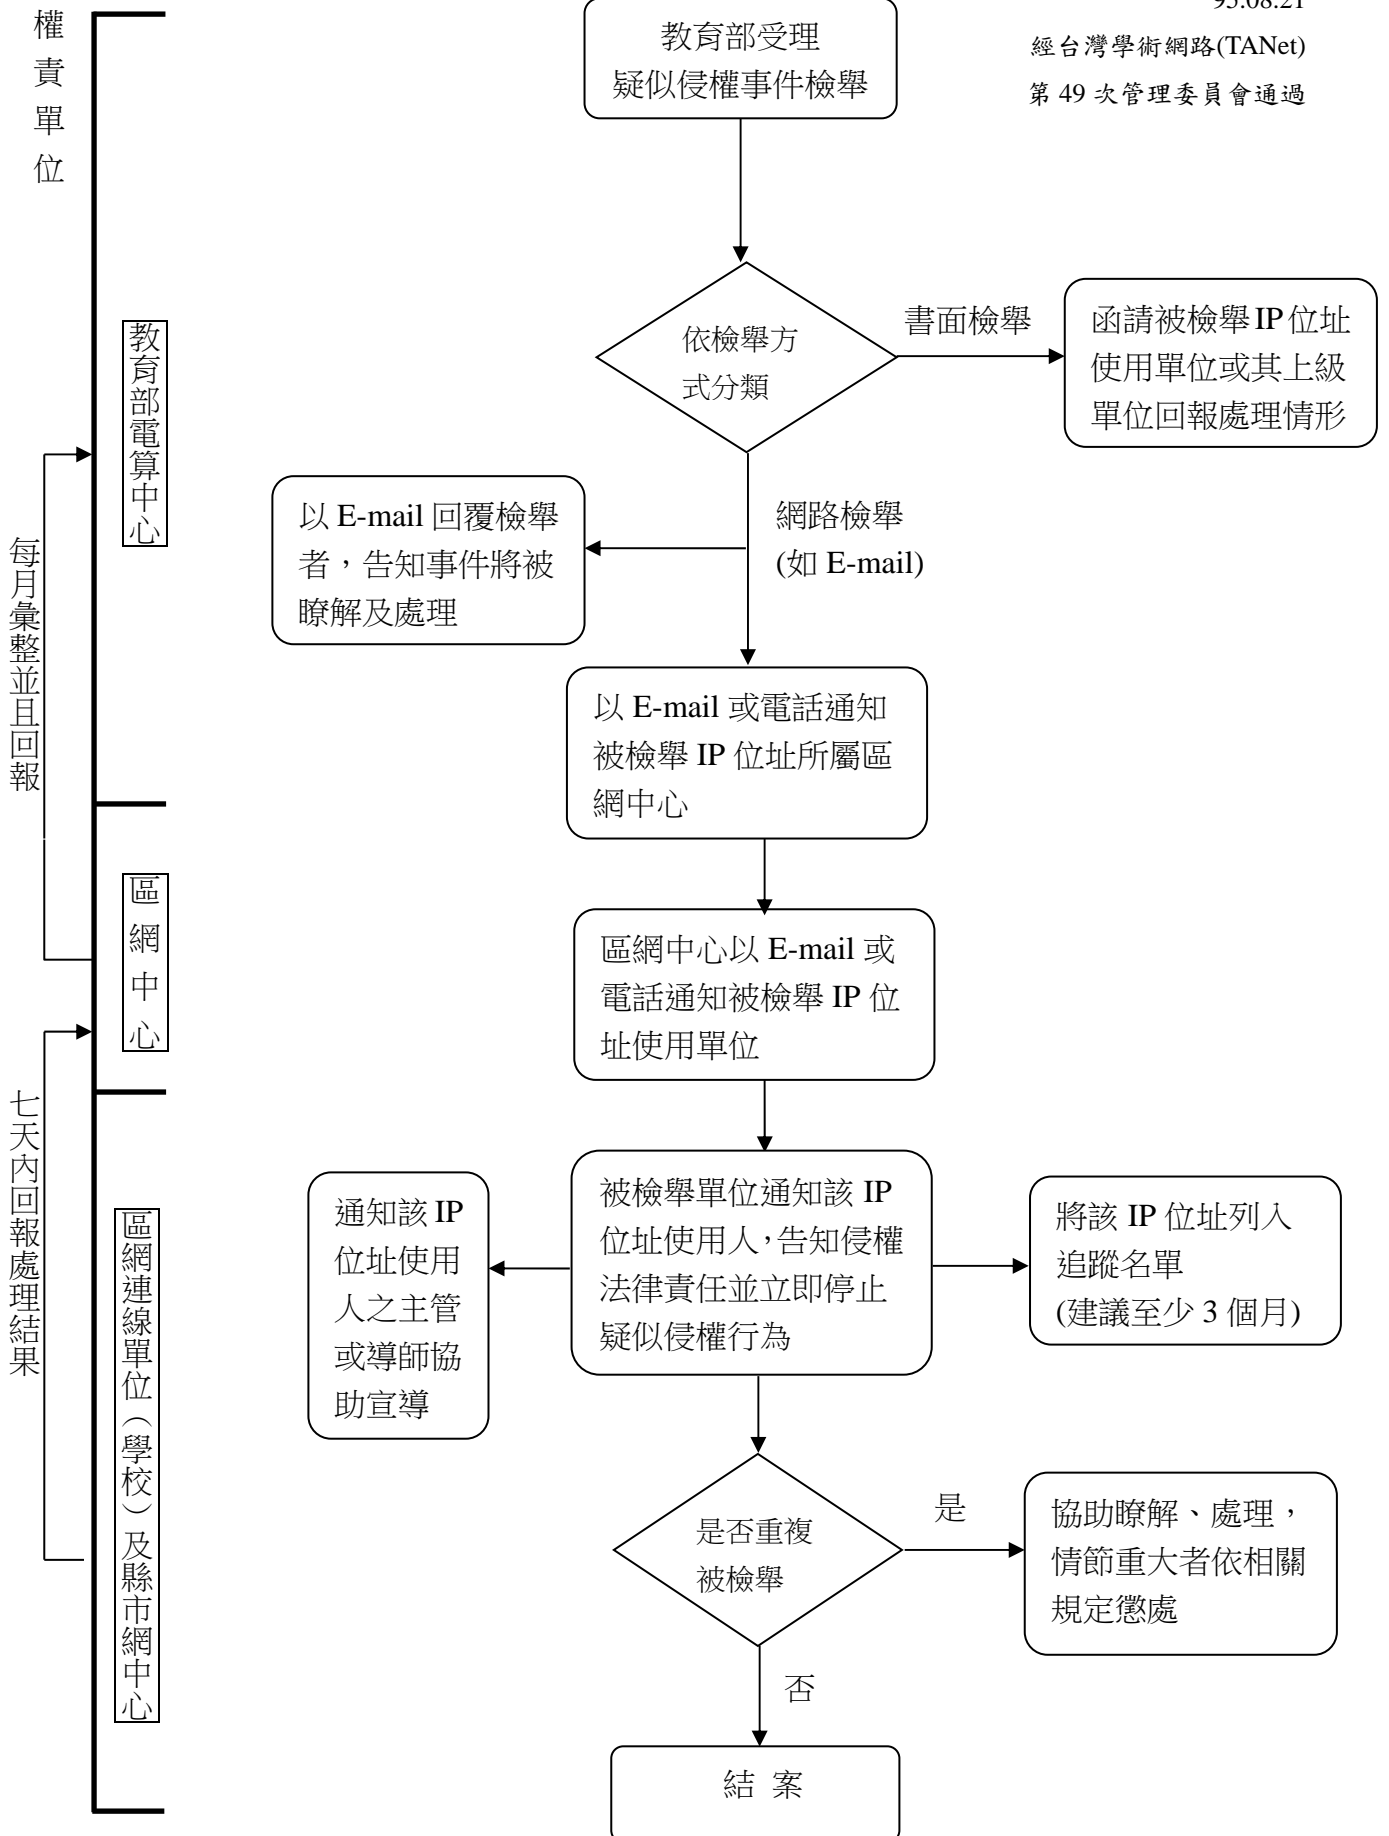 95.08.21
經台灣學術網路(TANet)
第 49 次管理委員會通過
權責單位
教育部受理
疑似侵權事件檢舉
依檢舉方
式分類
書面檢舉
函請被檢舉 IP 位址
使用單位或其上級
單位回報處理情形
教育部電算中心
網路檢舉
(如 E-mail)
以 E-mail 回覆檢舉
者，告知事件將被
瞭解及處理
每月彙整並且回報
以 E-mail 或電話通知
被檢舉 IP 位址所屬區
網中心
區網中心
區網中心以 E-mail 或
電話通知被檢舉 IP 位
址使用單位
七天內回報處理結果
區網連線單位（學校）及縣市網中心
通知該 IP
位址使用
人之主管
或導師協
助宣導
被檢舉單位通知該 IP
位址使用人，告知侵權
法律責任並立即停止
疑似侵權行為
將該 IP 位址列入
追蹤名單
(建議至少 3 個月)
是否重複
被檢舉
是
協助瞭解、處理，
情節重大者依相關
規定懲處
否
結 案